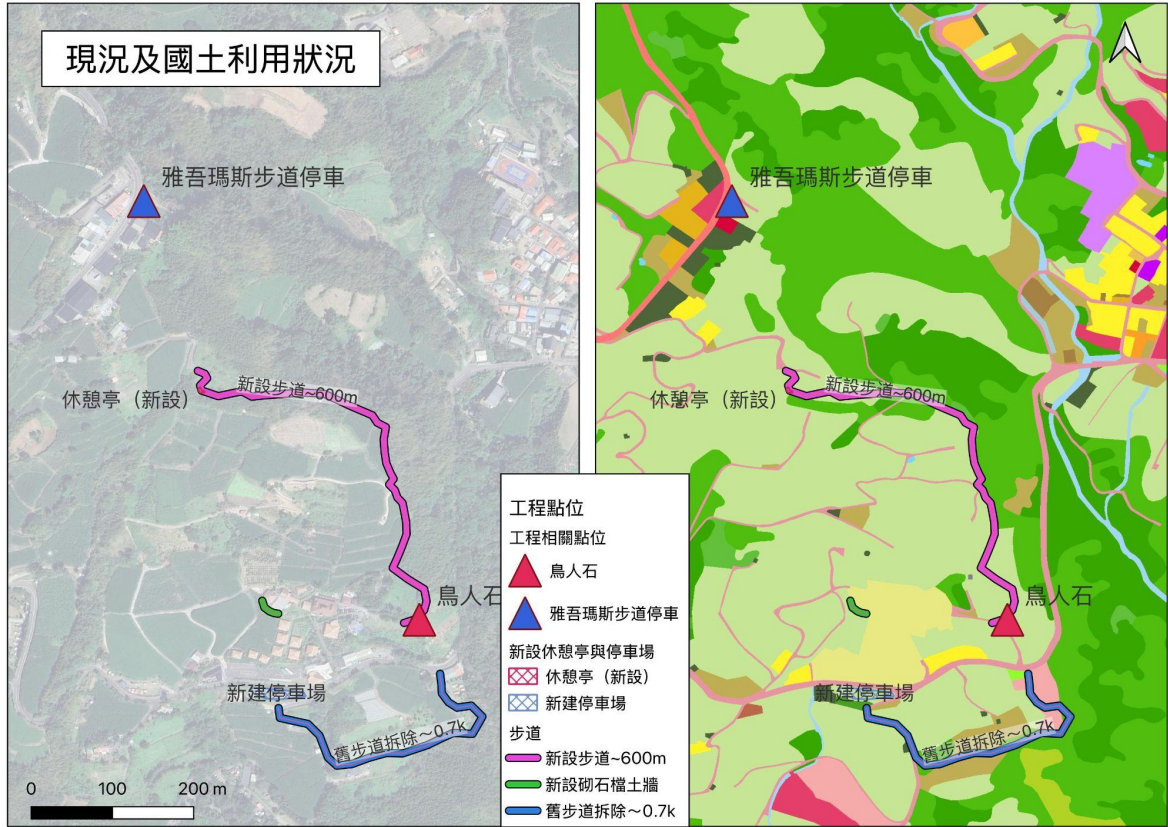 現況及國土利用狀況
雅吾瑪斯步道停車
新設步道~600m
休憩亭（新設）
鳥人石
新建停車場
舊步道拆除～0.7k
0 100 200 m
雅吾瑪斯步道停車
新設步道~600m
休憩亭（新設）
鳥人石
新建停車場
舊步道拆除～0.7k
工程點位
工程相關點位
鳥人石
雅吾瑪斯步道停車
新設休憩亭與停車場
休憩亭（新設）
新建停車場
步道
新設步道~600m
新設砌石檔土牆
舊步道拆除～0.7k